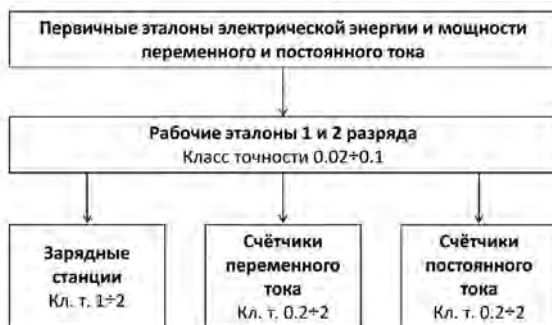 Первичные эталоны электрической энергии и мощности
переменного и постоянного тока
Рабочие эталоны 1 и 2 разряда
Класс точности 0.02÷0.1
Зарядные
станции
Кл. т. 1÷2
Счётчики
переменного
тока
Кл. т. 0.2÷2
Счётчики
постоянного
тока
Кл. т. 0.2÷2